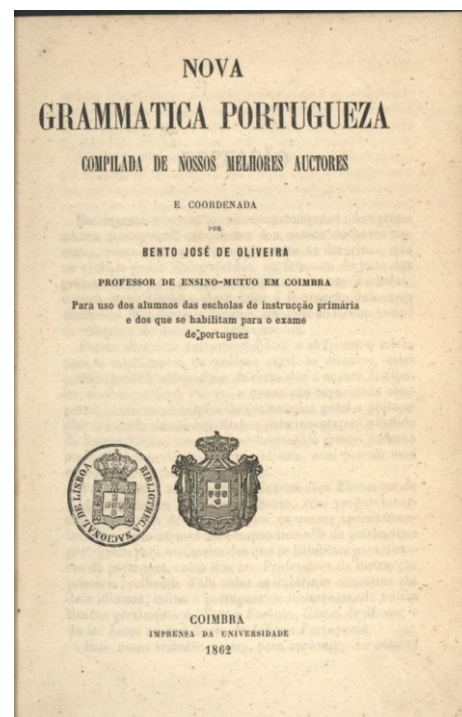 NOVA
GRAMMATICA PORTUGUEZA
COMPILADA DE NOSSOS MELHORES AUCTORES
E COORDENADA
POR
BENTO JOSÉ DE OLIVEIRA
PROFESSOR DE ENSINO-MUTUO EM COIMBRA
Para uso dos alumnos das escholas de instrucção primária
e dos que se habilitam para o exame
de portuguez
BIBLIOTHECA NACIONAL DE LISBOA
COIMBRA
IMPRENSA DA UNIVERSIDADE
1862